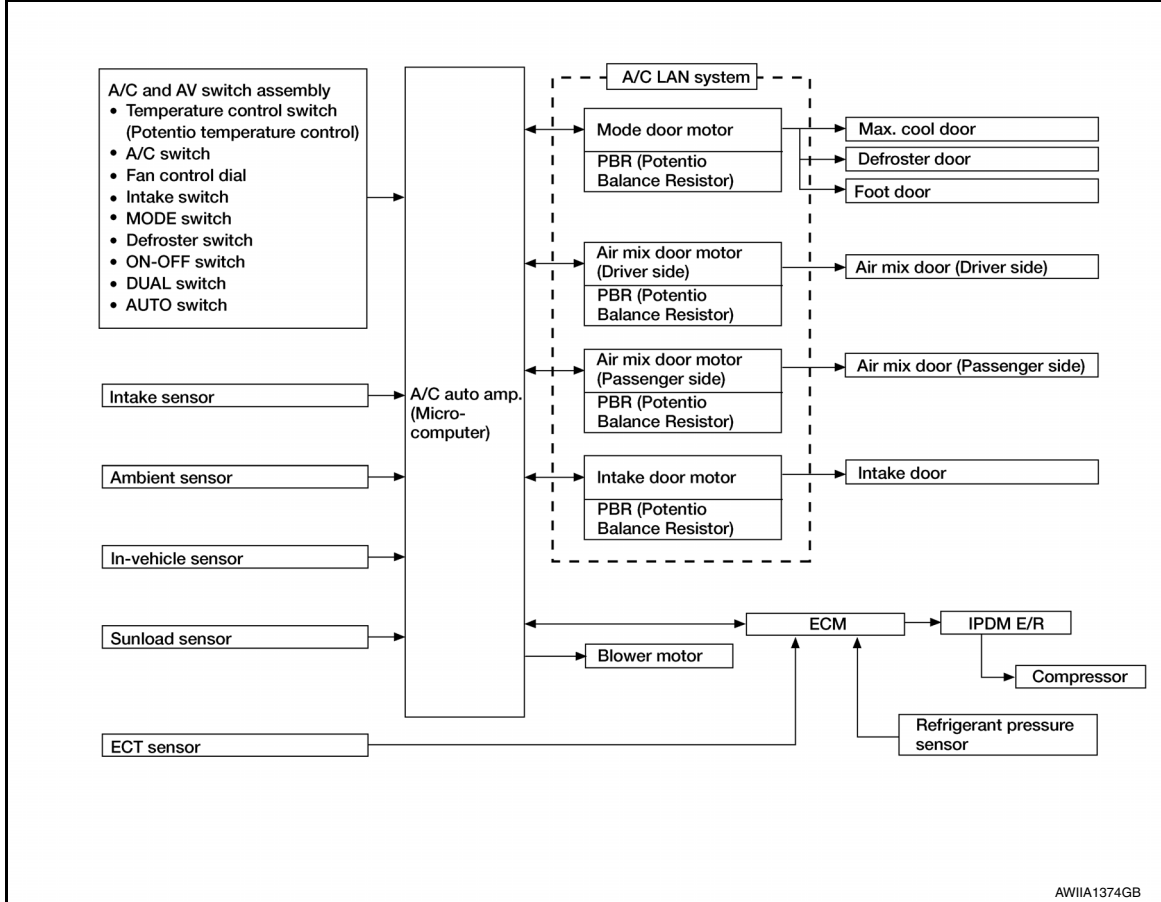 A/C and AV switch assembly
• Temperature control switch
(Potentio temperature control)
• A/C switch
• Fan control dial
• Intake switch
• MODE switch
• Defroster switch
• ON-OFF switch
• DUAL switch
• AUTO switch
Intake sensor
Ambient sensor
In-vehicle sensor
Sunload sensor
ECT sensor
A/C auto amp.
(Micro-
computer)
A/C LAN system
Mode door motor
PBR (Potentio
Balance Resistor)
Max. cool door
Defroster door
Foot door
Air mix door motor
(Driver side)
PBR (Potentio
Balance Resistor)
Air mix door (Driver side)
Air mix door motor
(Passenger side)
PBR (Potentio
Balance Resistor)
Air mix door (Passenger side)
Intake door motor
PBR (Potentio
Balance Resistor)
Intake door
ECM
IPDM E/R
Blower motor
Compressor
Refrigerant pressure
sensor
AWIIA1374GB